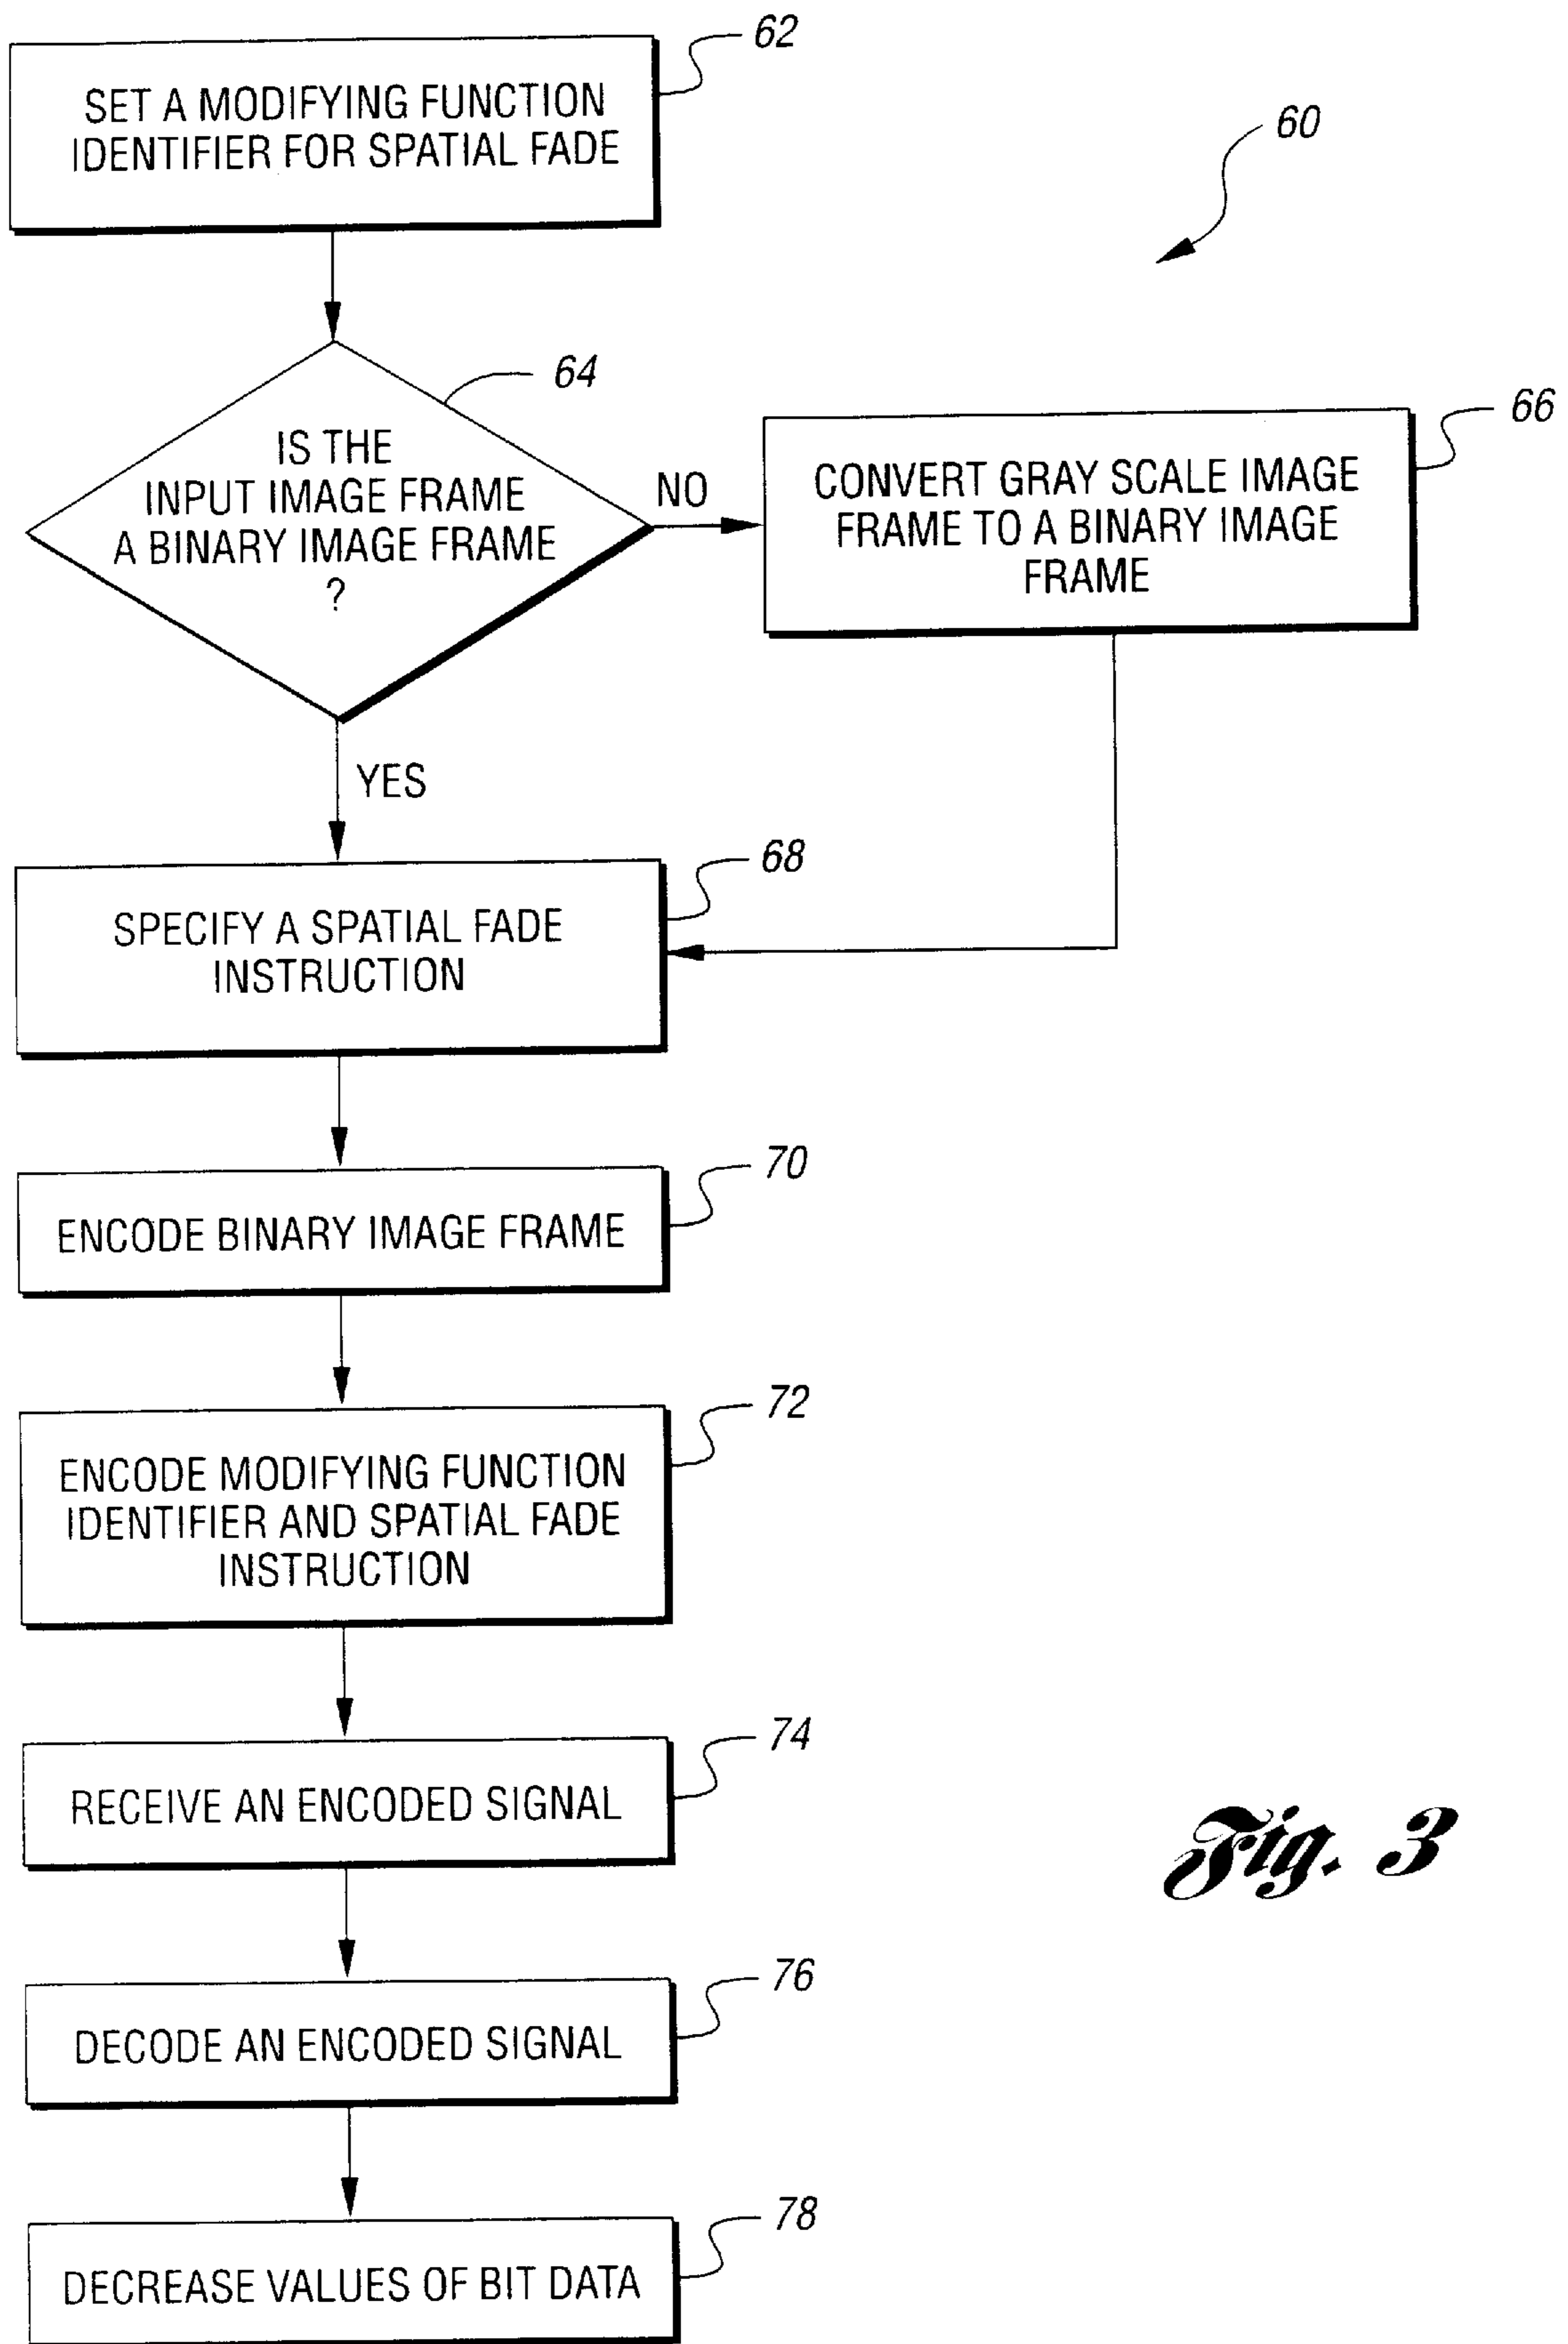 62
SET A MODIFYING FUNCTION
IDENTIFIER FOR SPATIAL FADE
60
64
IS THE
INPUT IMAGE FRAME
A BINARY IMAGE FRAME
?
NO
66
CONVERT GRAY SCALE IMAGE
FRAME TO A BINARY IMAGE
FRAME
YES
68
SPECIFY A SPATIAL FADE
INSTRUCTION
70
ENCODE BINARY IMAGE FRAME
72
ENCODE MODIFYING FUNCTION
IDENTIFIER AND SPATIAL FADE
INSTRUCTION
74
RECEIVE AN ENCODED SIGNAL
76
DECODE AN ENCODED SIGNAL
78
DECREASE VALUES OF BIT DATA
Fig. 3